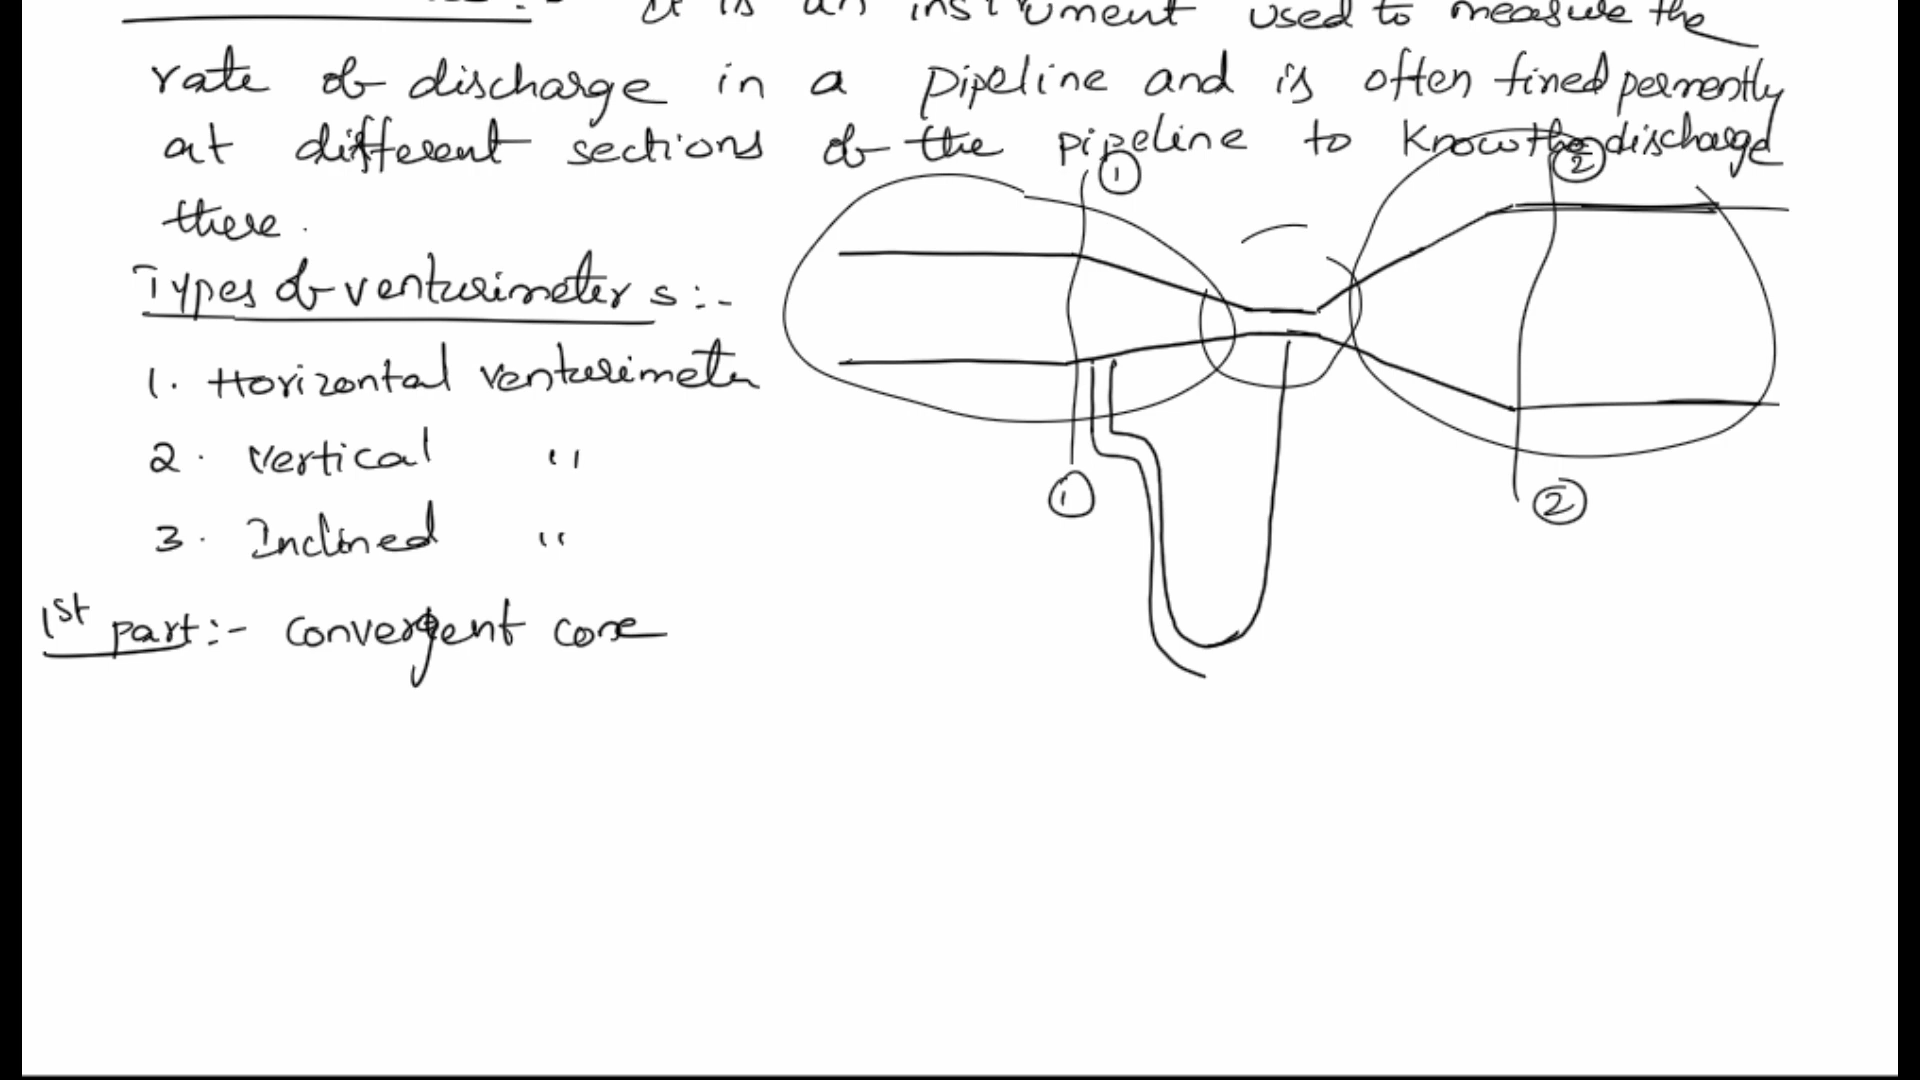 It is an instrument used to measure the
rate of discharge in a pipeline and is often fined permently
at different sections of the pipeline to know the discharge
there.
Types of venturimeters :-
1. Horizontal venturimeter
2. Vertical "
3. Inclined "
1st part:- convergent cone
1
2
1
2